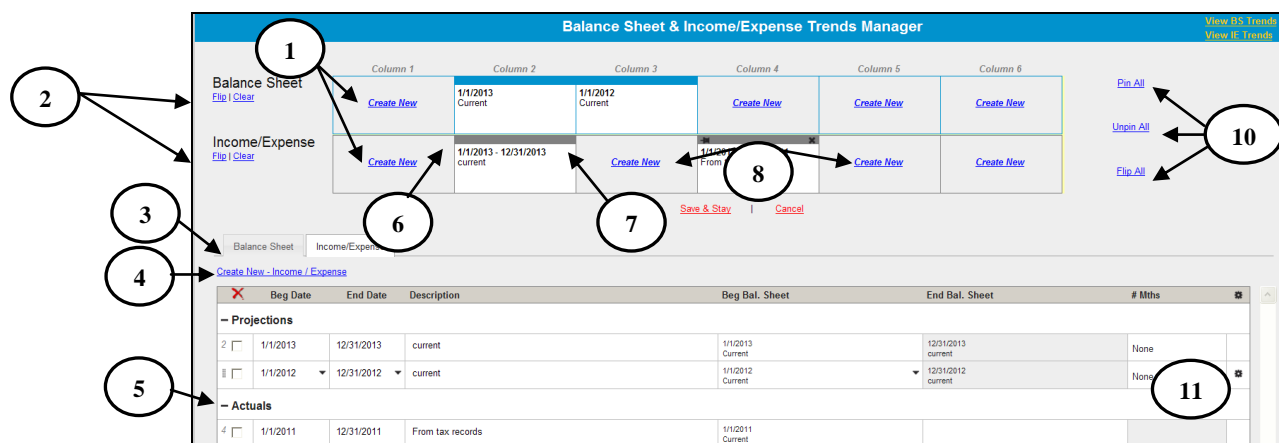 Balance Sheet & Income/Expense Trends Manager
View BS Trends
View IE Trends
1
Column 1 Column 2 Column 3 Column 4 Column 5 Column 6
2
Balance Sheet
Flip | Clear
Create New
1/1/2013
Current
1/1/2012
Current
Create New Create New Create New
Pin All
Unpin All
Flip All
10
Income/Expense
Flip | Clear
Create New
1/1/2013 - 12/31/2013
current
Create New
From
Create New Create New
6 7 8
Save & Stay | Cancel
3
Balance Sheet Income/Expense
4
Create New - Income / Expense
Beg Date End Date Description Beg Bal. Sheet End Bal. Sheet # Mths
– Projections
2 1/1/2013 12/31/2013 current 1/1/2013 Current 12/31/2013 current None
1/1/2012 12/31/2012 current 1/1/2012 Current 12/31/2012 current None
11
5
– Actuals
4 1/1/2011 12/31/2011 From tax records 1/1/2011 Current